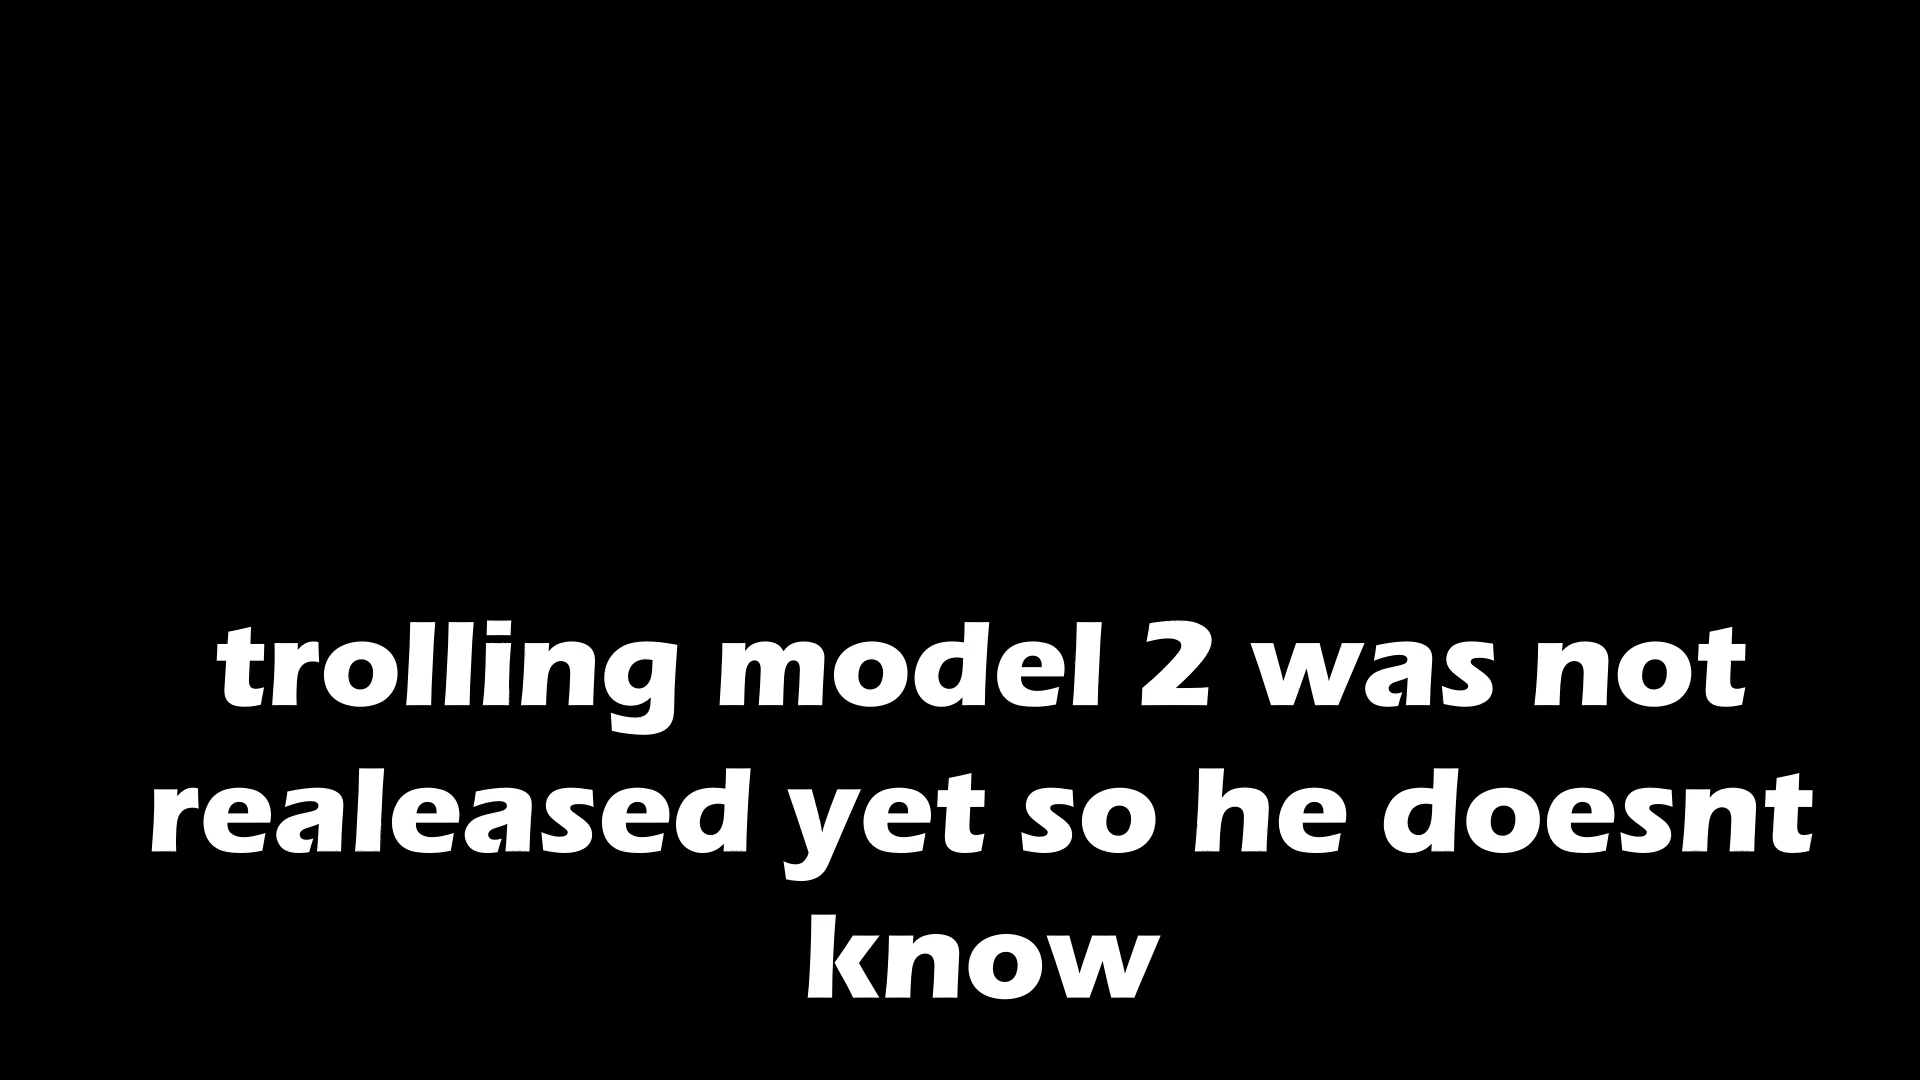 trolling model 2 was not
realeased yet so he doesnt
know